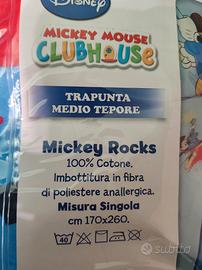 Disney
MICKEY MOUSE
CLUBHOUSE
TRAPUNTA
MEDIO TEPORE
Mickey Rocks
100% Cotone.
Imbottitura in fibra
di poliestere anallergica.
Misura Singola
cm 170x260.
40
subito